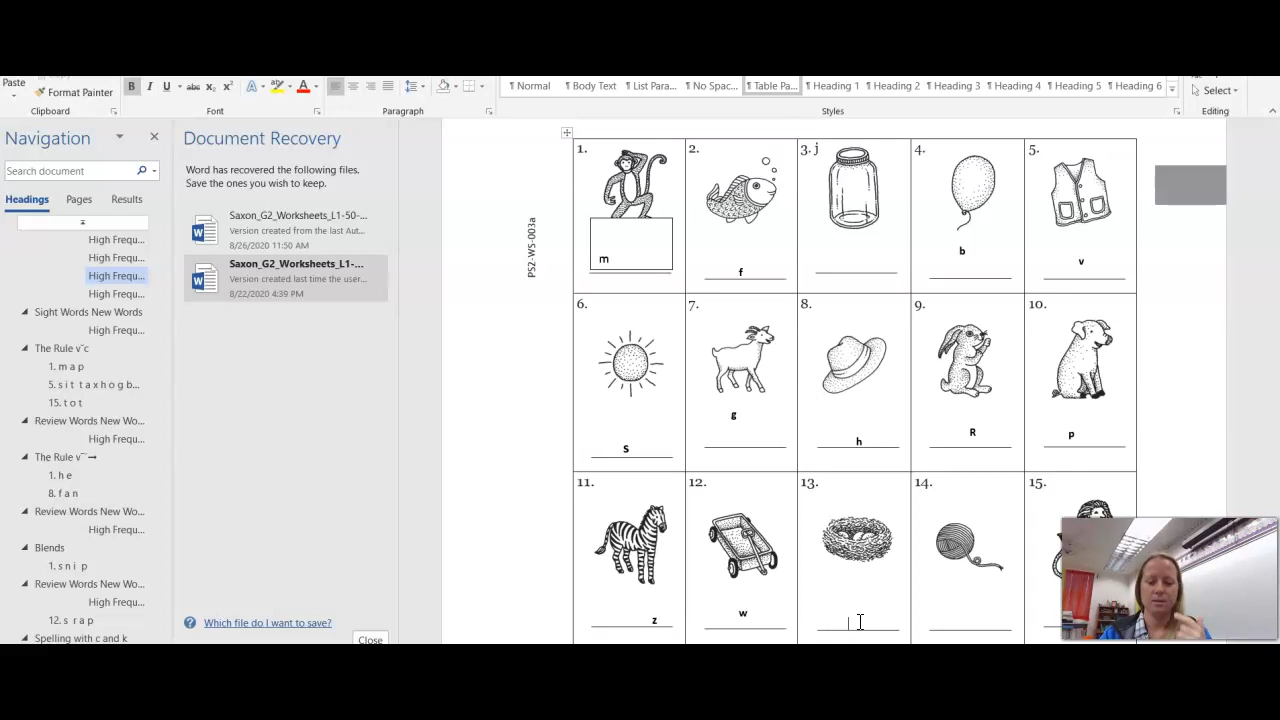 Paste
Format Painter
B I U abc x₂ x² A ab A
¶ Normal ¶ Body Text ¶ List Para... ¶ No Spac... ¶ Table Pa... ¶ Heading 1 ¶ Heading 2 ¶ Heading 3 ¶ Heading 4 ¶ Heading 5 ¶ Heading 6
Select
Clipboard Font Paragraph Styles Editing
Navigation
Search document
Headings Pages Results
High Frequ...
High Frequ...
High Frequ...
High Frequ...
Sight Words New Words
High Frequ...
The Rule v˘c
1. m a p
5. s i t t a x h o g b...
15. t o t
Review Words New Wo...
High Frequ...
The Rule v¯→
1. h e
8. f a n
Review Words New Wo...
High Frequ...
Blends
1. s n i p
Review Words New Wo...
High Frequ...
12. s r a p
Spelling with c and k
Document Recovery
Word has recovered the following files.
Save the ones you wish to keep.
Saxon_G2_Worksheets_L1-50-...
Version created from the last Aut...
8/26/2020 11:50 AM
Saxon_G2_Worksheets_L1-...
Version created last time the user...
8/22/2020 4:39 PM
Which file do I want to save?
Close
PS2-WS-003a
1. 2. 3. j 4. 5.
m f b v
6. 7. 8. 9. 10.
S g h R p
11. 12. 13. 14. 15.
z w